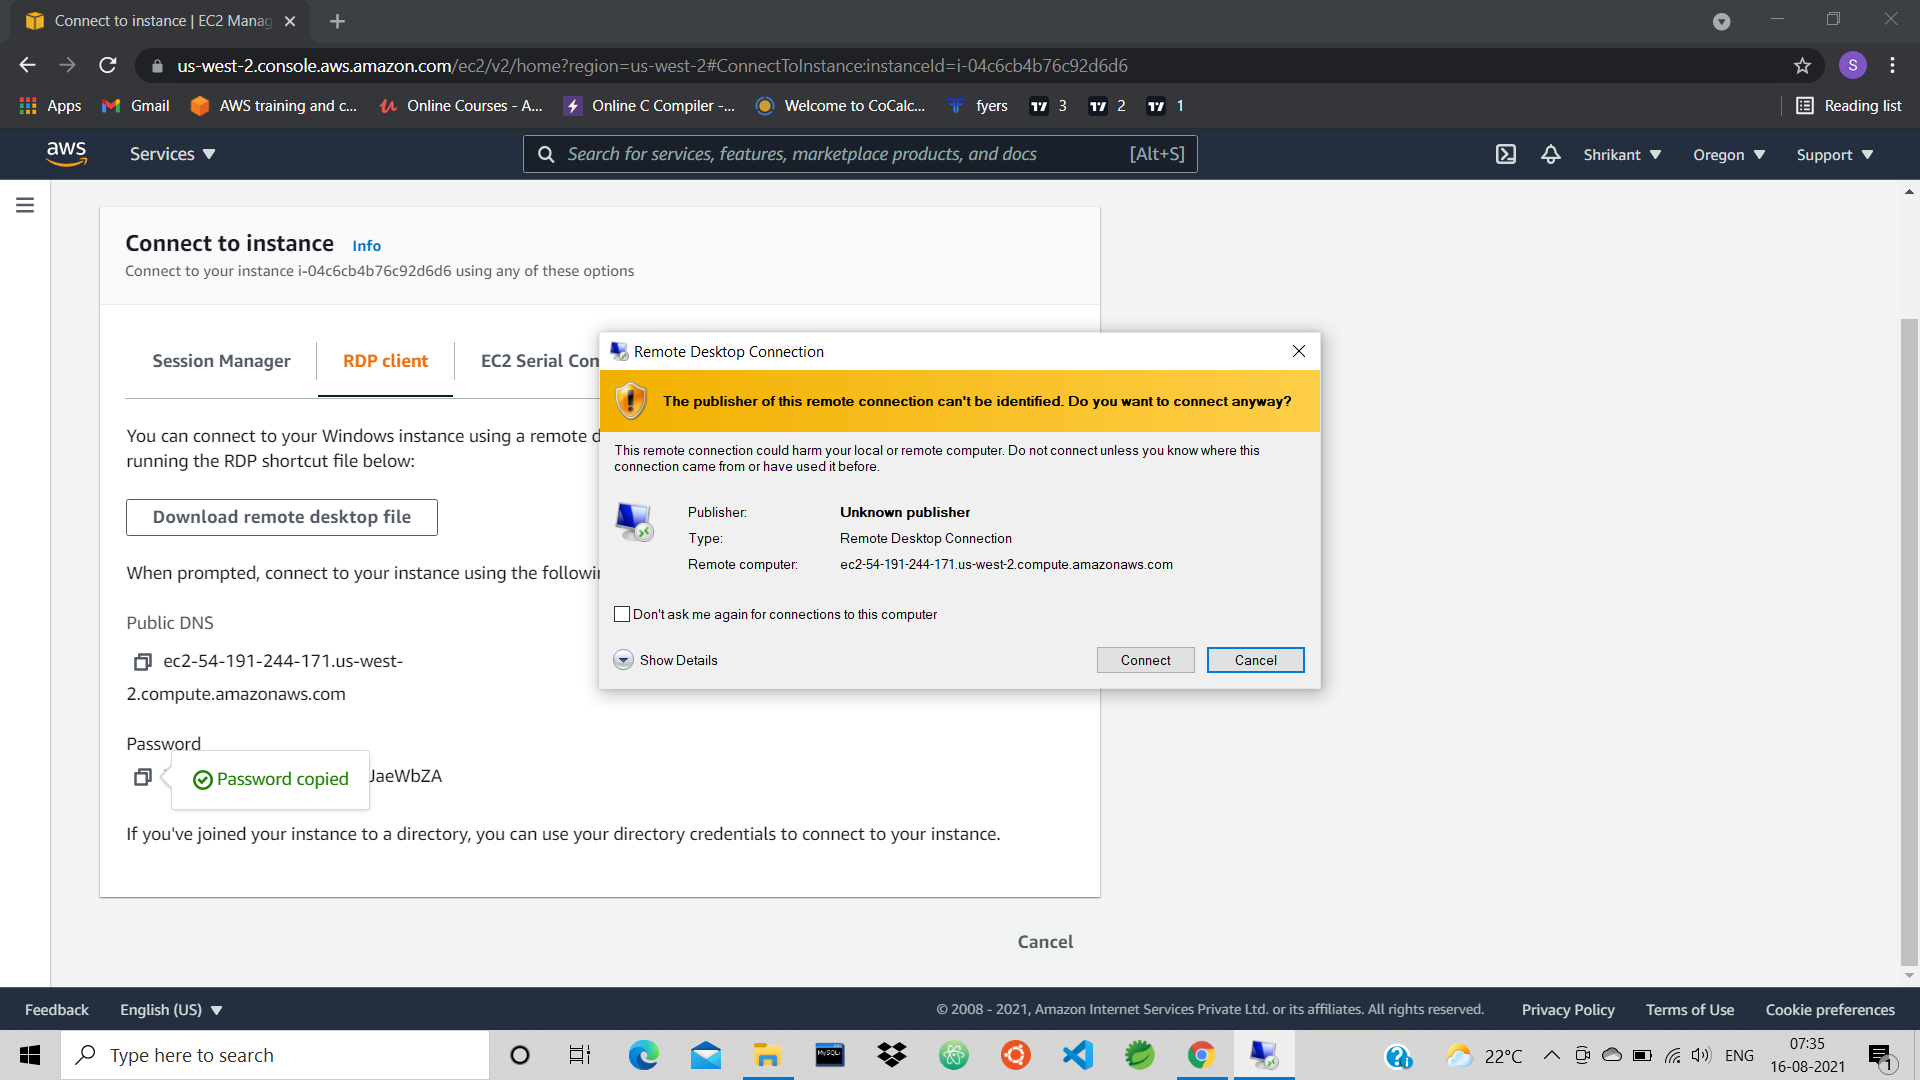 Connect to instance | EC2 Manag
us-west-2.console.aws.amazon.com/ec2/v2/home?region=us-west-2#ConnectToInstance:instanceId=i-04c6cb4b76c92d6d6
S
Apps
Gmail
AWS training and c...
Online Courses - A...
Online C Compiler -...
Welcome to CoCalc...
fyers
3
2
1
Reading list
aws
Services
Search for services, features, marketplace products, and docs
[Alt+S]
Shrikant
Oregon
Support
Connect to instance Info
Connect to your instance i-04c6cb4b76c92d6d6 using any of these options
Session Manager
RDP client
EC2 Serial Con
You can connect to your Windows instance using a remote d
running the RDP shortcut file below:
Download remote desktop file
When prompted, connect to your instance using the followin
Public DNS
ec2-54-191-244-171.us-west-
2.compute.amazonaws.com
Password
Password copied
JaeWbZA
If you've joined your instance to a directory, you can use your directory credentials to connect to your instance.
Cancel
Remote Desktop Connection
The publisher of this remote connection can't be identified. Do you want to connect anyway?
This remote connection could harm your local or remote computer. Do not connect unless you know where this
connection came from or have used it before.
Publisher: Unknown publisher
Type: Remote Desktop Connection
Remote computer: ec2-54-191-244-171.us-west-2.compute.amazonaws.com
Don't ask me again for connections to this computer
Show Details
Connect
Cancel
Feedback
English (US)
© 2008 - 2021, Amazon Internet Services Private Ltd. or its affiliates. All rights reserved.
Privacy Policy
Terms of Use
Cookie preferences
Type here to search
22°C
ENG
07:35
16-08-2021
1